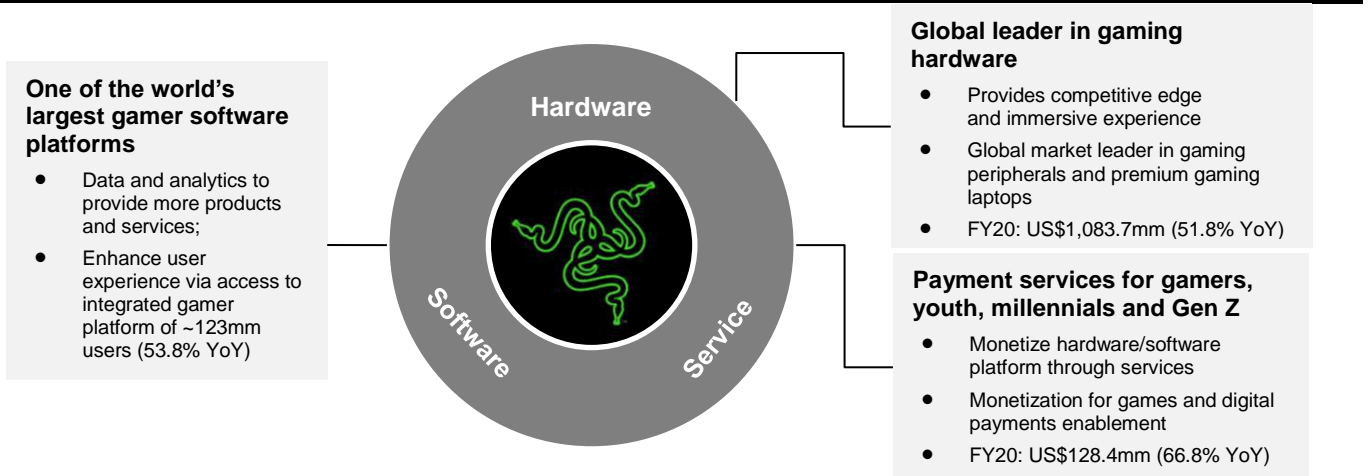 One of the world's
largest gamer software
platforms
● Data and analytics to
provide more products
and services;
● Enhance user
experience via access to
integrated gamer
platform of ~123mm
users (53.8% YoY)
Hardware
Software
Service
Global leader in gaming
hardware
● Provides competitive edge
and immersive experience
● Global market leader in gaming
peripherals and premium gaming
laptops
● FY20: US$1,083.7mm (51.8% YoY)
Payment services for gamers,
youth, millennials and Gen Z
● Monetize hardware/software
platform through services
● Monetization for games and digital
payments enablement
● FY20: US$128.4mm (66.8% YoY)